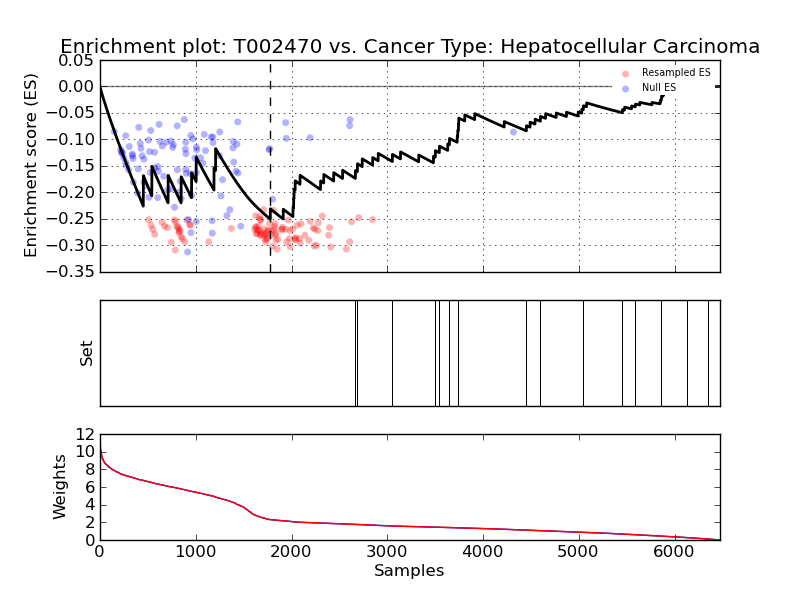 Enrichment plot: T002470 vs. Cancer Type: Hepatocellular Carcinoma
Enrichment score (ES)
0.05
0.00
−0.05
−0.10
−0.15
−0.20
−0.25
−0.30
−0.35
Resampled ES
Null ES
Set
Weights
12
10
8
6
4
2
0
0 1000 2000 3000 4000 5000 6000
Samples